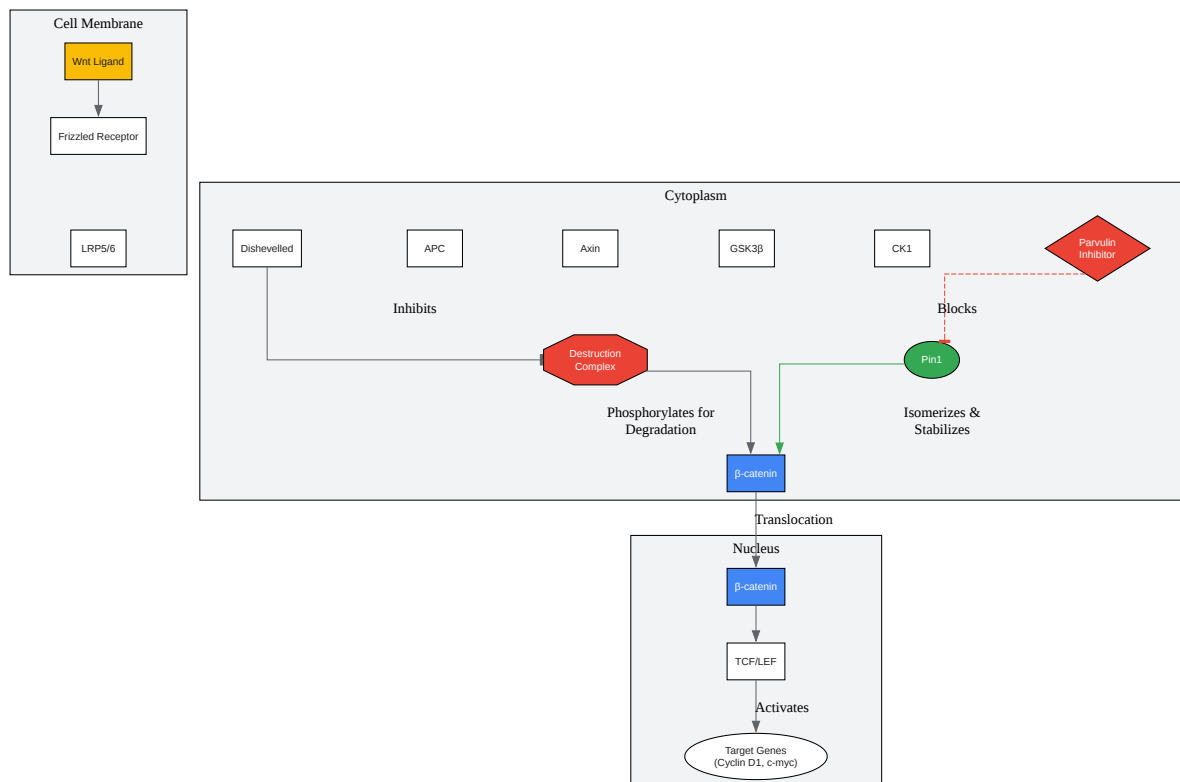 Cell Membrane
Wnt Ligand
Frizzled Receptor
LRP5/6
Cytoplasm
Dishevelled
APC
Axin
GSK3β
CK1
Parvulin
Inhibitor
Inhibits
Blocks
Destruction
Complex
Pin1
Phosphorylates for
Degradation
Isomerizes &
Stabilizes
β-catenin
Translocation
Nucleus
β-catenin
TCF/LEF
Activates
Target Genes
(Cyclin D1, c-myc)